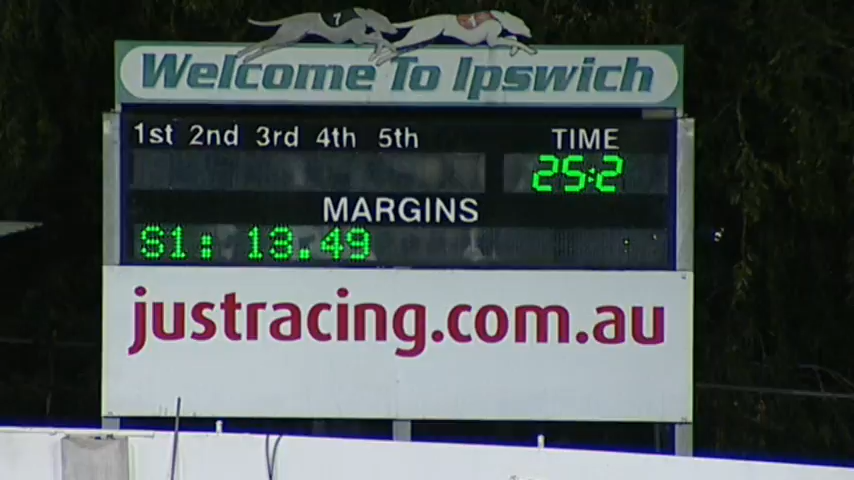 Welcome To Ipswich
1st 2nd 3rd 4th 5th TIME
25:2
MARGINS
S1: 13.49 :
justracing.com.au